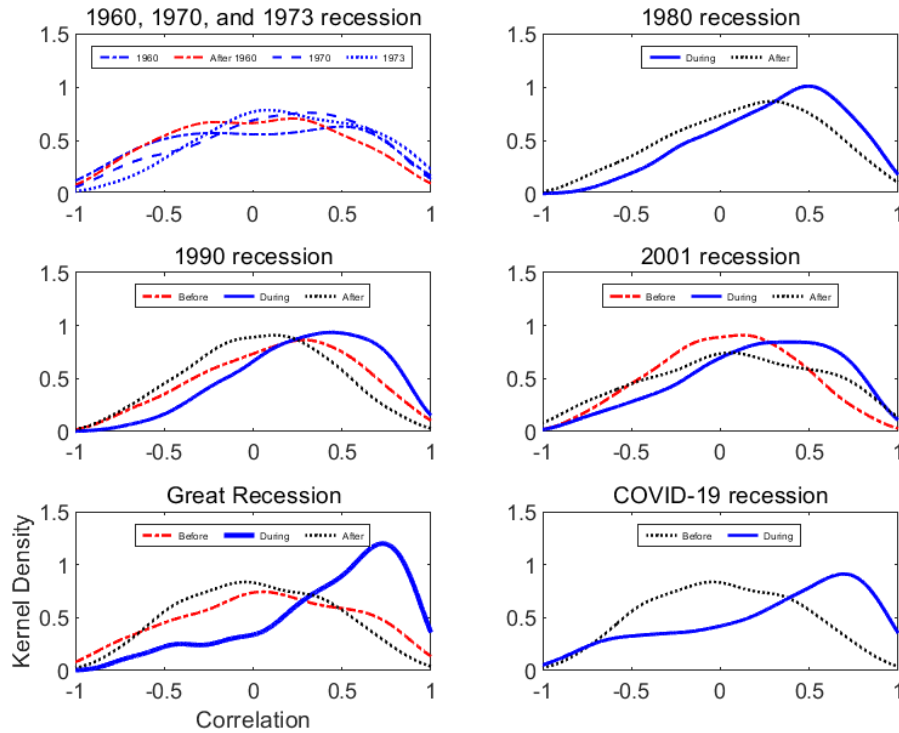 1960, 1970, and 1973 recession
1960 After 1960 1970 1973
1.5
1
0.5
0
-1 -0.5 0 0.5 1
1980 recession
During After
1.5
1
0.5
0
-1 -0.5 0 0.5 1
1990 recession
Before During After
1.5
1
0.5
0
-1 -0.5 0 0.5 1
2001 recession
Before During After
1.5
1
0.5
0
-1 -0.5 0 0.5 1
Great Recession
Before During After
Kernel Density
1.5
1
0.5
0
-1 -0.5 0 0.5 1
Correlation
COVID-19 recession
Before During
1.5
1
0.5
0
-1 -0.5 0 0.5 1